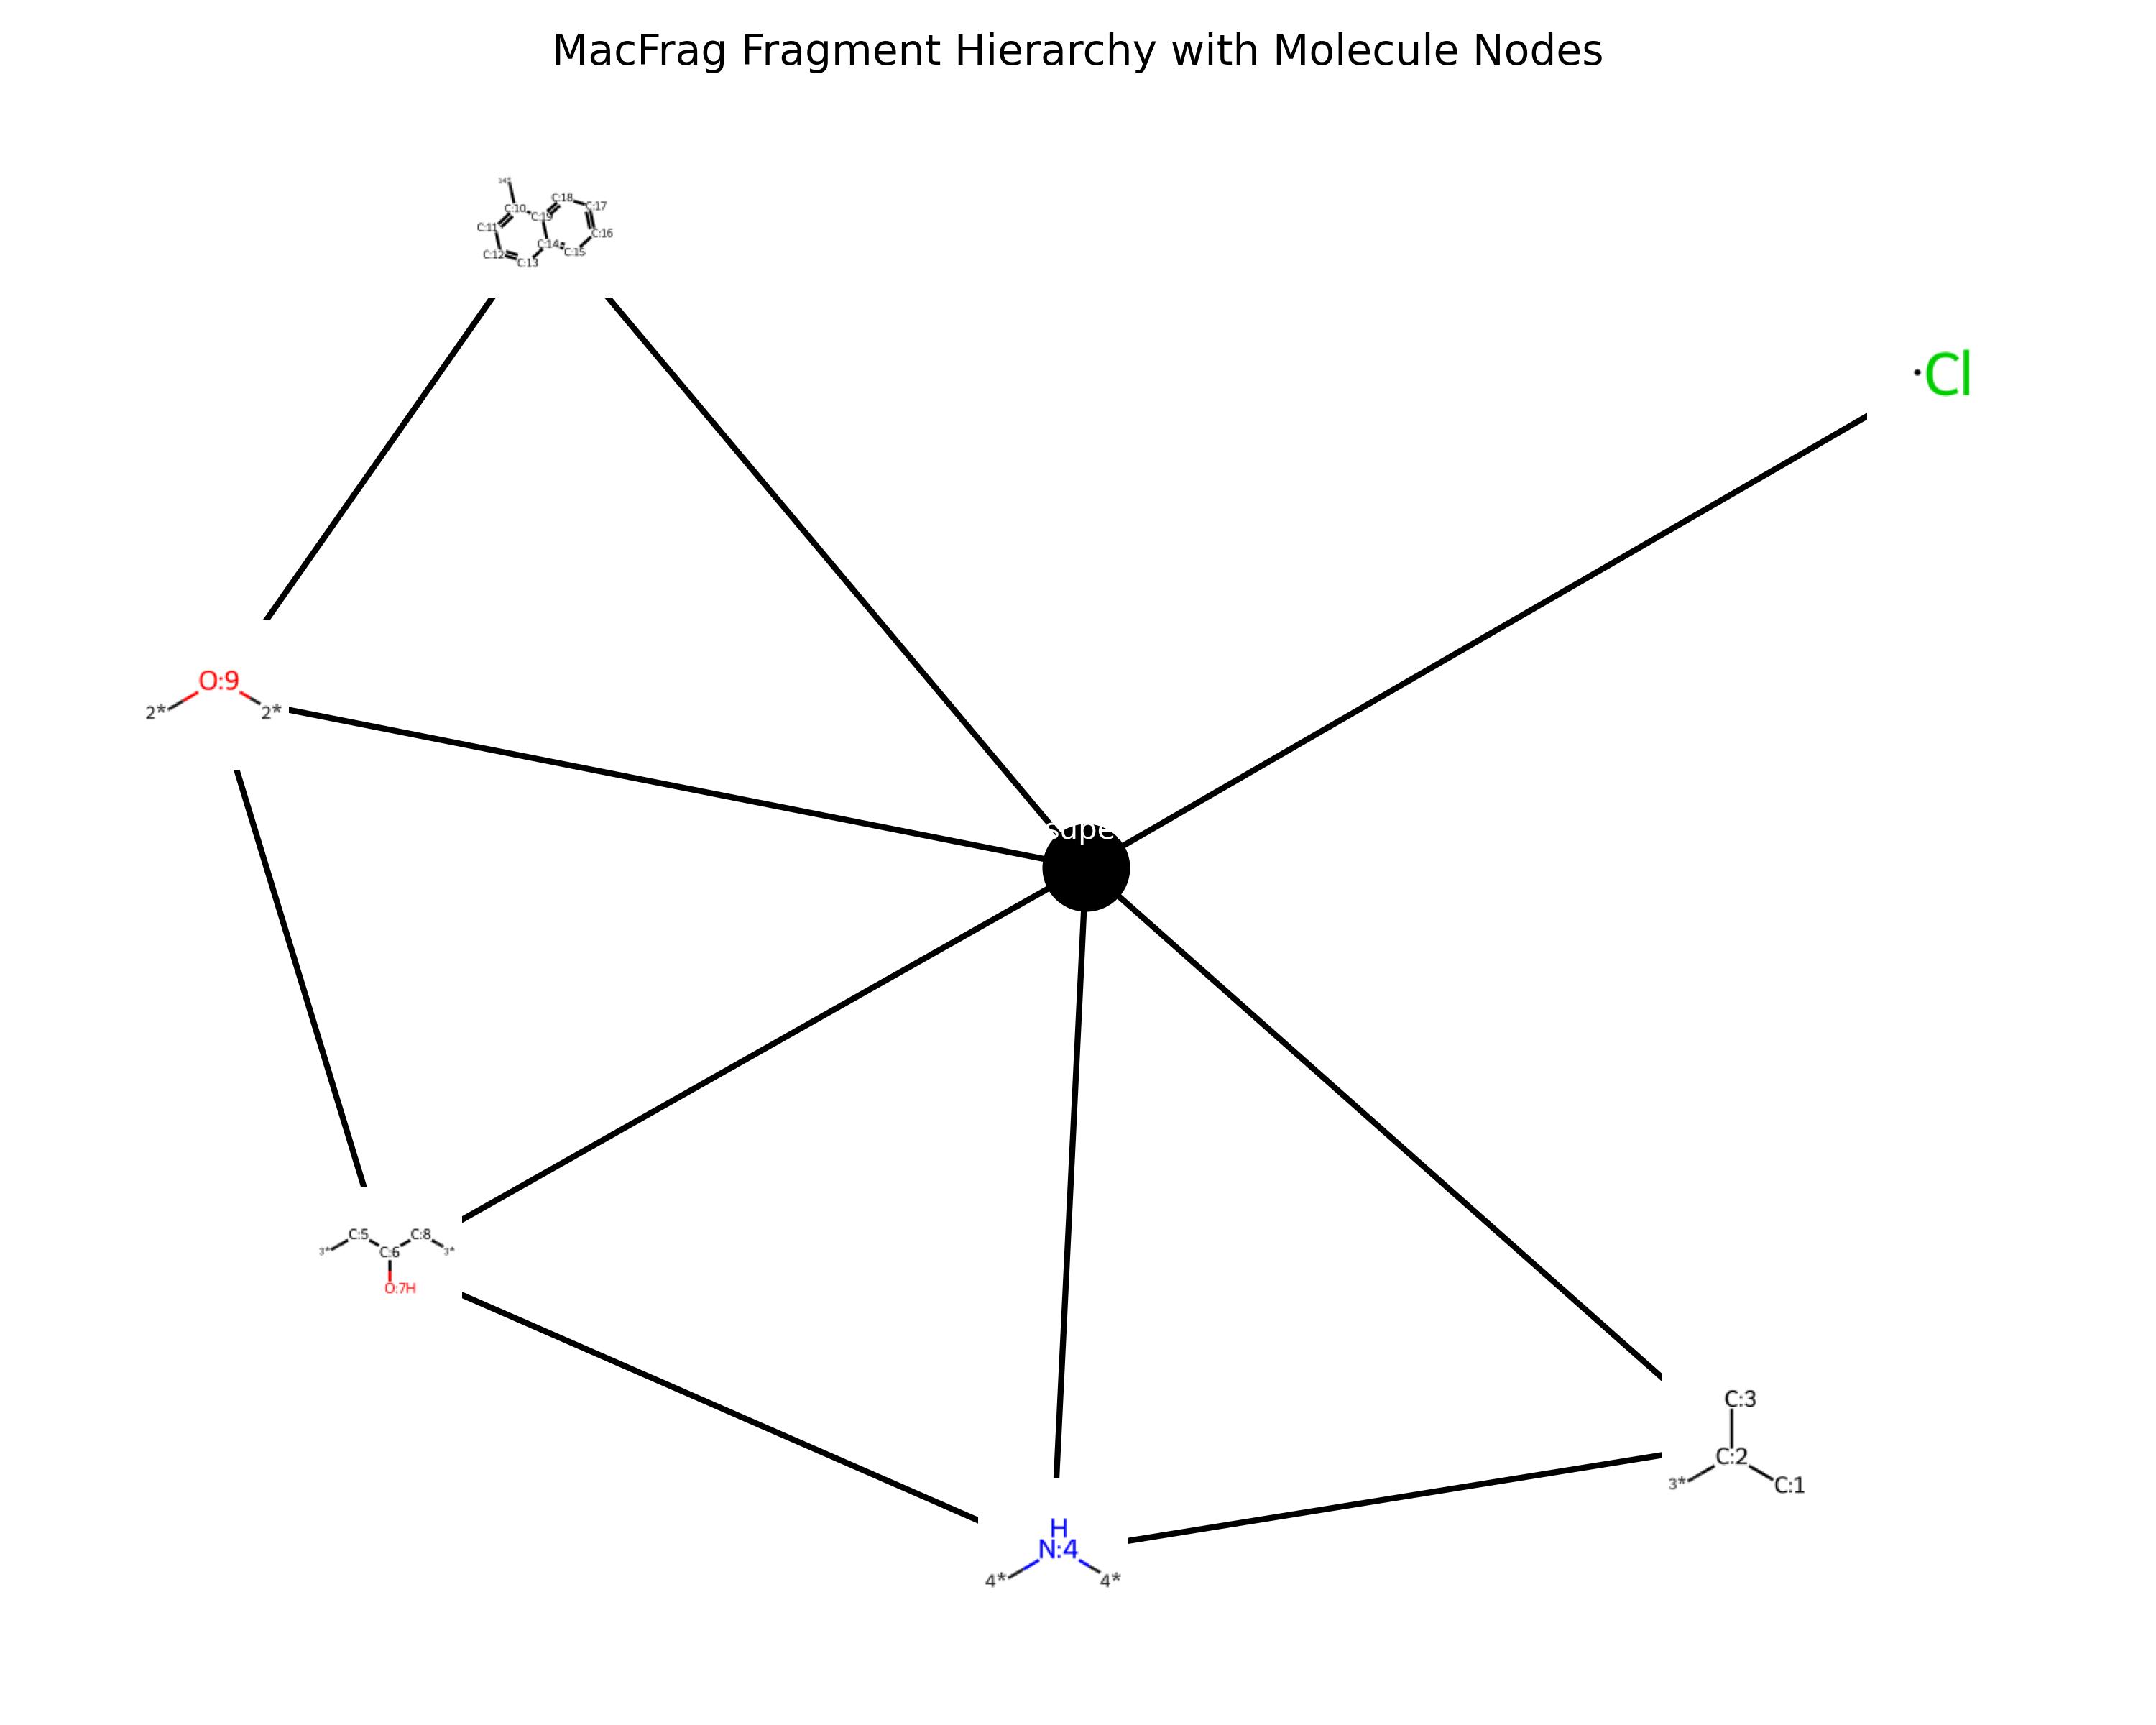 MacFrag Fragment Hierarchy with Molecule Nodes
14*
C:18
C:10
C:19
C:17
C:11
C:16
C:14
C:15
C:12
C:13
·Cl
O:9
2*
2*
supe
C:5
C:8
3*
C:6
3*
O:7H
C:3
C:2
3*
C:1
H
N:4
4*
4*